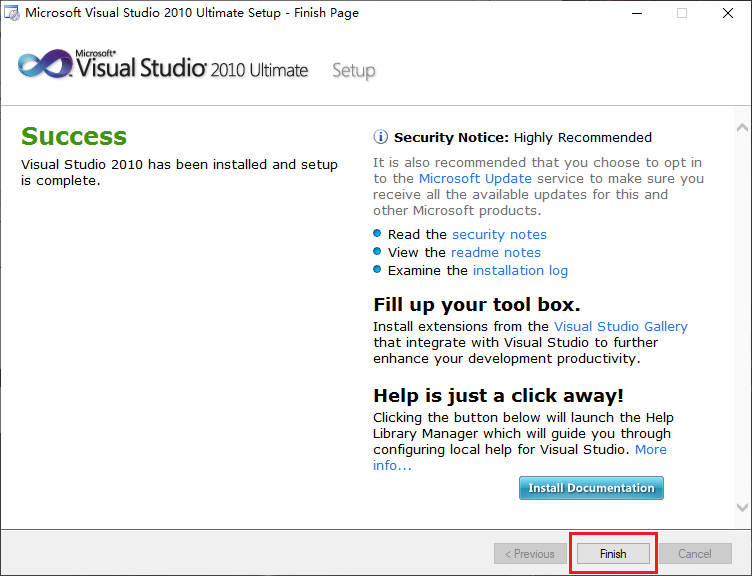 Microsoft Visual Studio 2010 Ultimate Setup - Finish Page
Microsoft®
Visual Studio® 2010 Ultimate Setup
Success
Visual Studio 2010 has been installed and setup
is complete.
Security Notice: Highly Recommended
It is also recommended that you choose to opt in
to the Microsoft Update service to make sure you
receive all the available updates for this and
other Microsoft products.
Read the security notes
View the readme notes
Examine the installation log
Fill up your tool box.
Install extensions from the Visual Studio Gallery
that integrate with Visual Studio to further
enhance your development productivity.
Help is just a click away!
Clicking the button below will launch the Help
Library Manager which will guide you through
configuring local help for Visual Studio. More
info...
Install Documentation
< Previous Finish Cancel